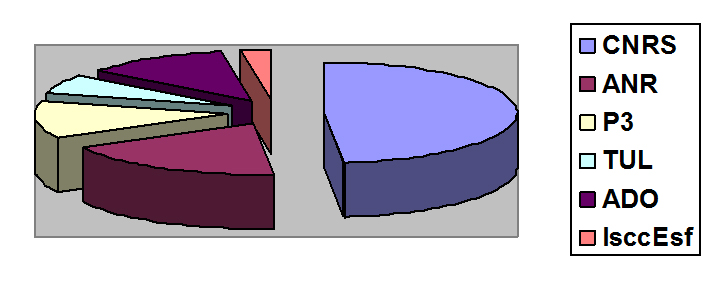 CNRS
ANR
P3
TUL
ADO
IsccEsf